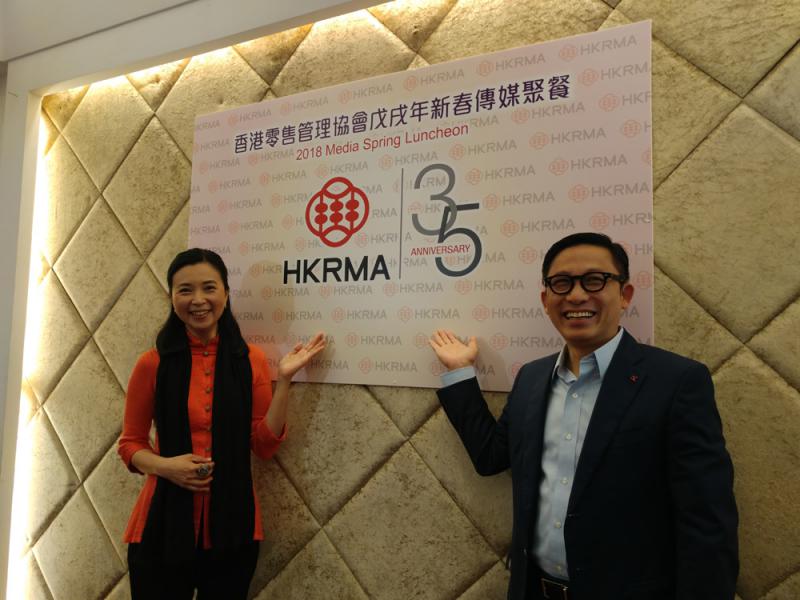 香港零售管理協會戊戌年新春傳媒聚餐
2018 Media Spring Luncheon
35
ANNIVERSARY
HKRMA